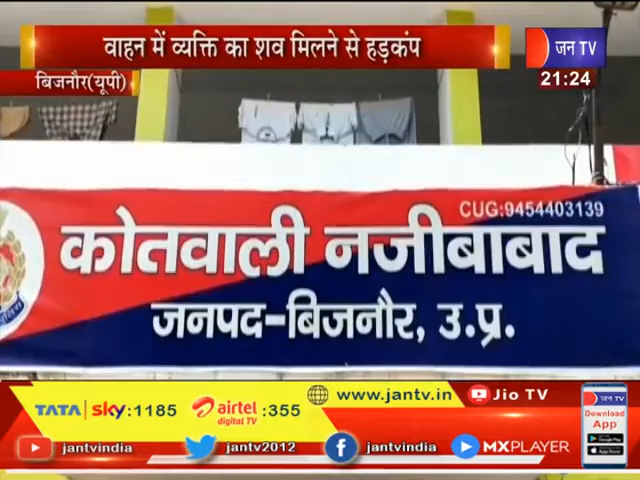 वाहन में व्यक्ति का शव मिलने से हड़कंप
जन TV
बिजनौर(यूपी)
21:24
CUG:9454403139
कोतवाली नजीबाबाद
जनपद-बिजनौर, उ.प्र.
www.jantv.in
Jio TV
TATA sky:1185
airtel digital TV :355
जन TV
Download App
jantvindia
jantv2012
jantvindia
MXPLAYER